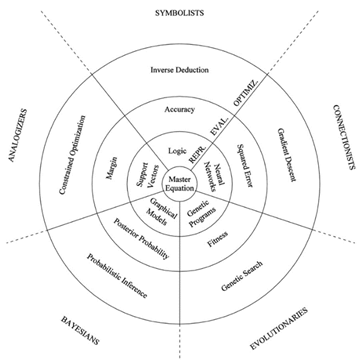 SYMBOLISTS
Inverse Deduction
OPTIMIZ.
Accuracy
EVAL.
Logic
REPR.
ANALOGIZERS
Constrained Optimization
Margin
Support
Vectors
Master
Equation
Neural
Networks
Squared Error
Gradient Descent
CONNECTIONISTS
Graphical
Models
Genetic
Programs
Posterior Probability
Fitness
Probabilistic Inference
Genetic Search
BAYESIANS
EVOLUTIONARIES